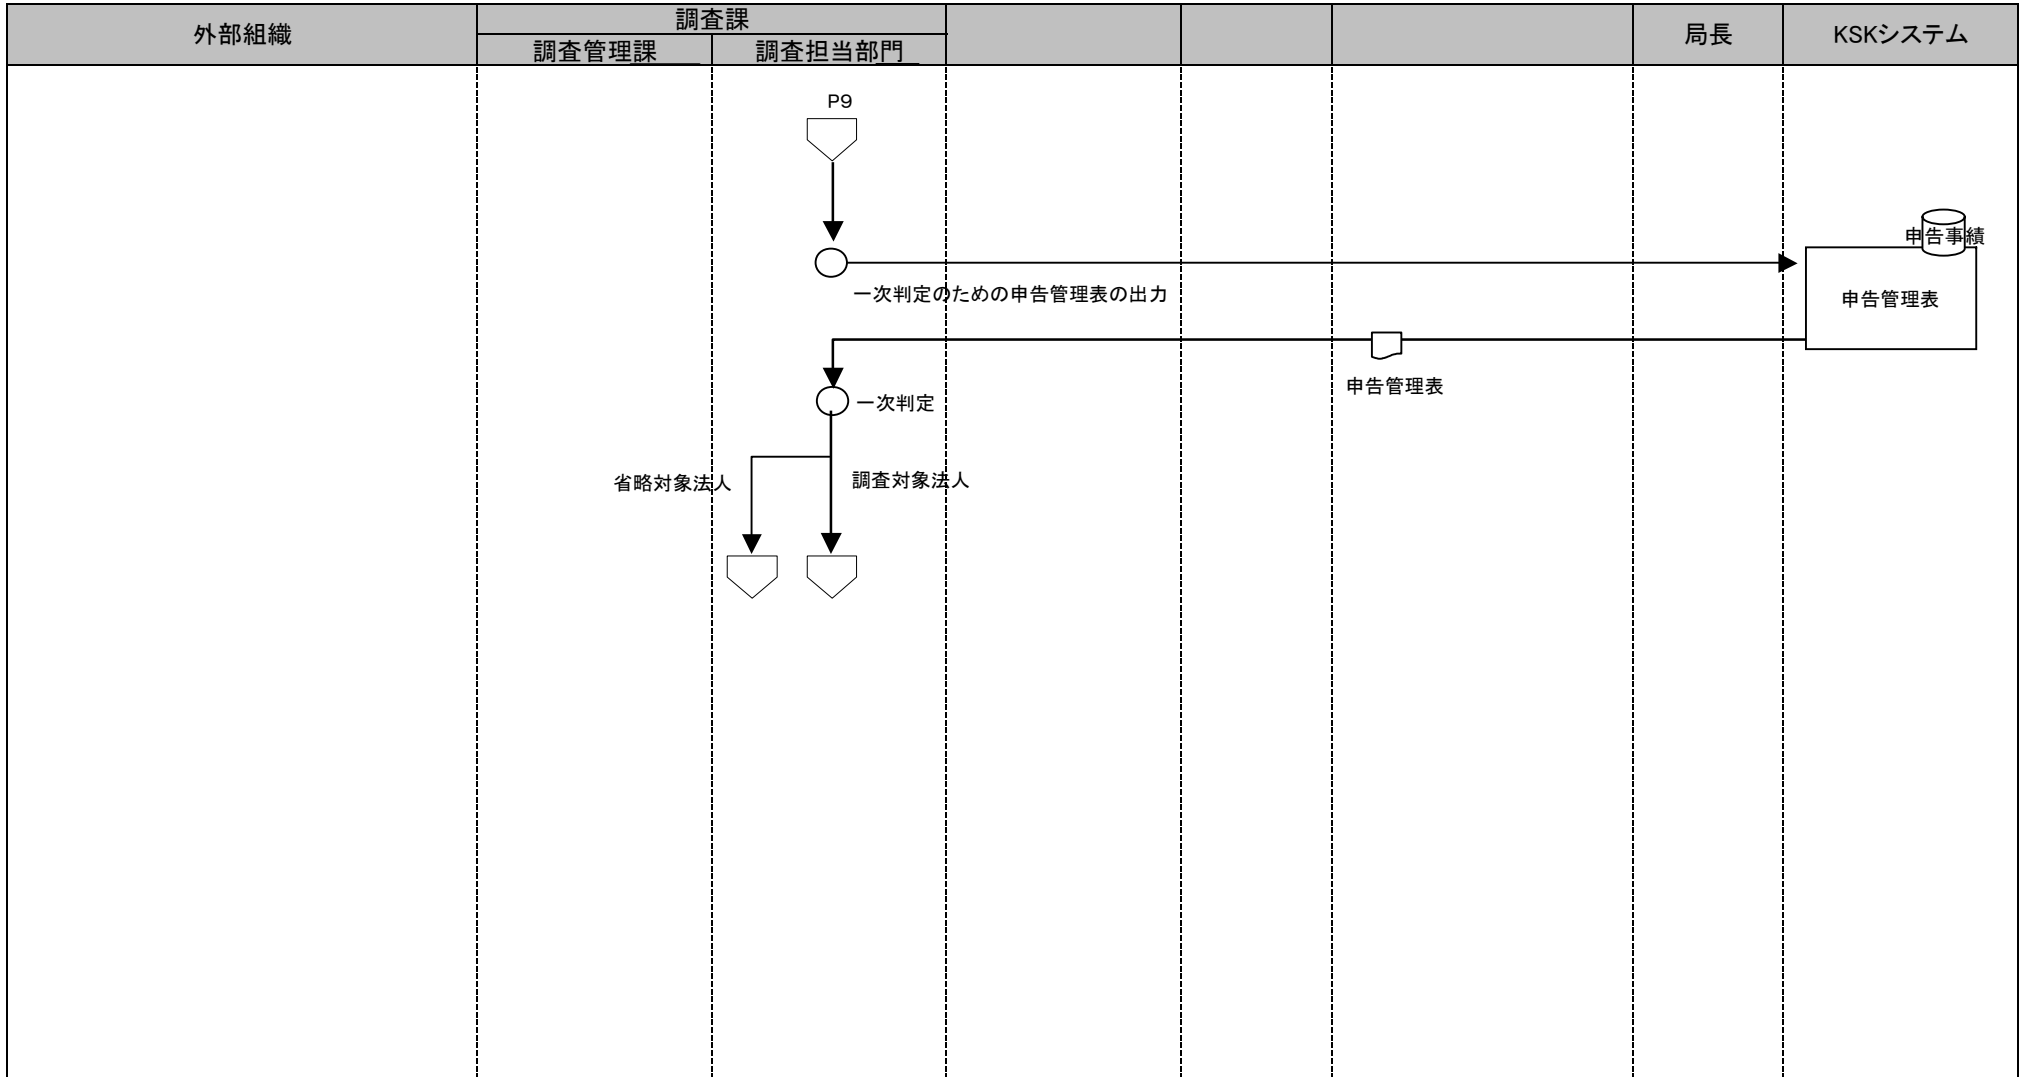 外部組織
調査課
調査管理課
調査担当部門
局長
KSKシステム
P9
申告事績
一次判定のための申告管理表の出力
申告管理表
申告管理表
一次判定
省略対象法人
調査対象法人